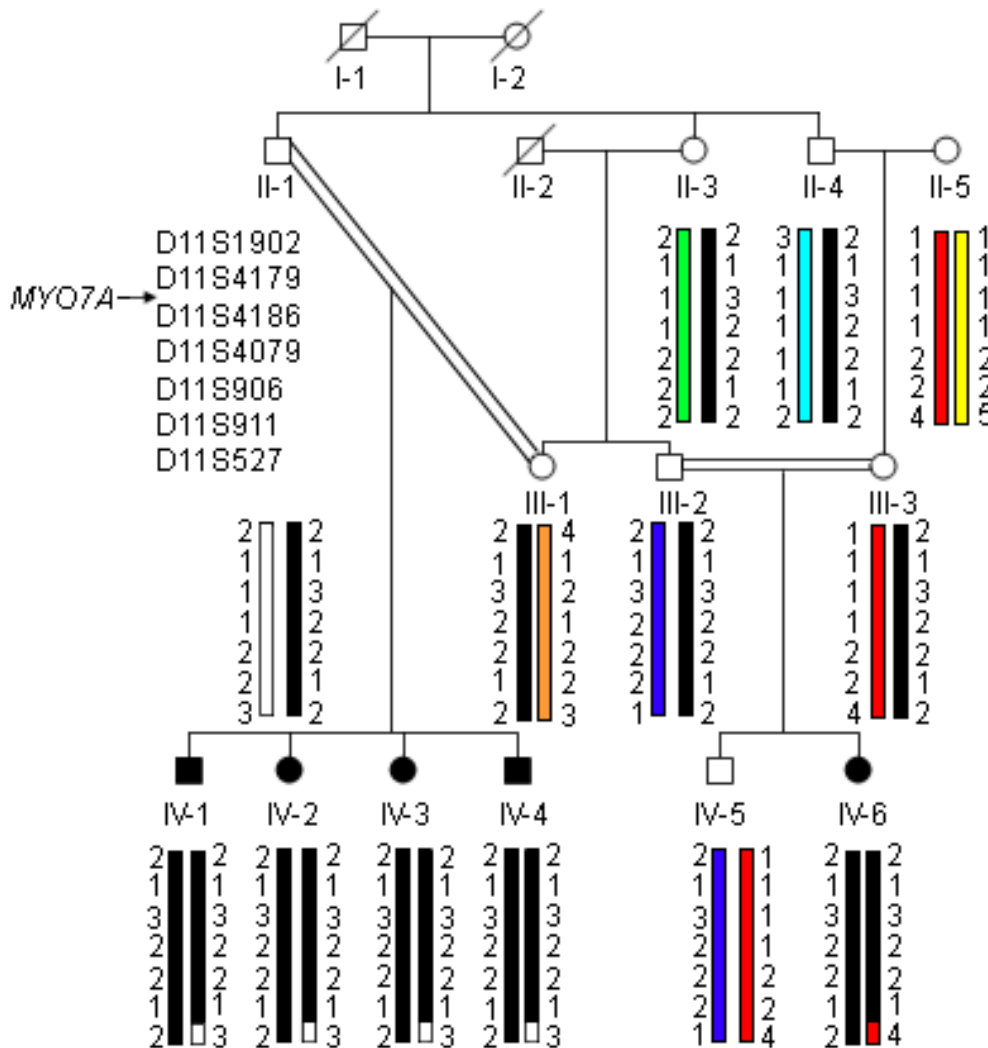 I-1 I-2
II-1 II-2 II-3 II-4 II-5
D11S1902 2 2 3 2 1 1
D11S4179 1 1 1 1 1 1
MYO7A
D11S4186 1 3 1 3 1 1
D11S4079 1 2 1 2 1 1
D11S906 2 2 1 2 2 2
D11S911 2 1 1 1 2 2
D11S527 2 2 2 2 4 5
III-1 III-2 III-3
2 2 2 4 2 2 1 2
1 1 1 1 1 1 1 1
1 3 3 2 3 3 1 3
1 2 2 1 2 2 1 2
2 2 2 2 2 2 2 2
2 1 1 2 2 1 2 1
3 2 2 3 1 2 4 2
IV-1 IV-2 IV-3 IV-4 IV-5 IV-6
2 2 2 2 2 2 2 2 2 1 2 2
1 1 1 1 1 1 1 1 1 1 1 1
3 3 3 3 3 3 3 3 3 1 3 3
2 2 2 2 2 2 2 2 2 1 2 2
2 2 2 2 2 2 2 2 2 2 2 2
1 1 1 1 1 1 1 1 2 2 1 1
2 3 2 3 2 3 2 3 1 4 2 4